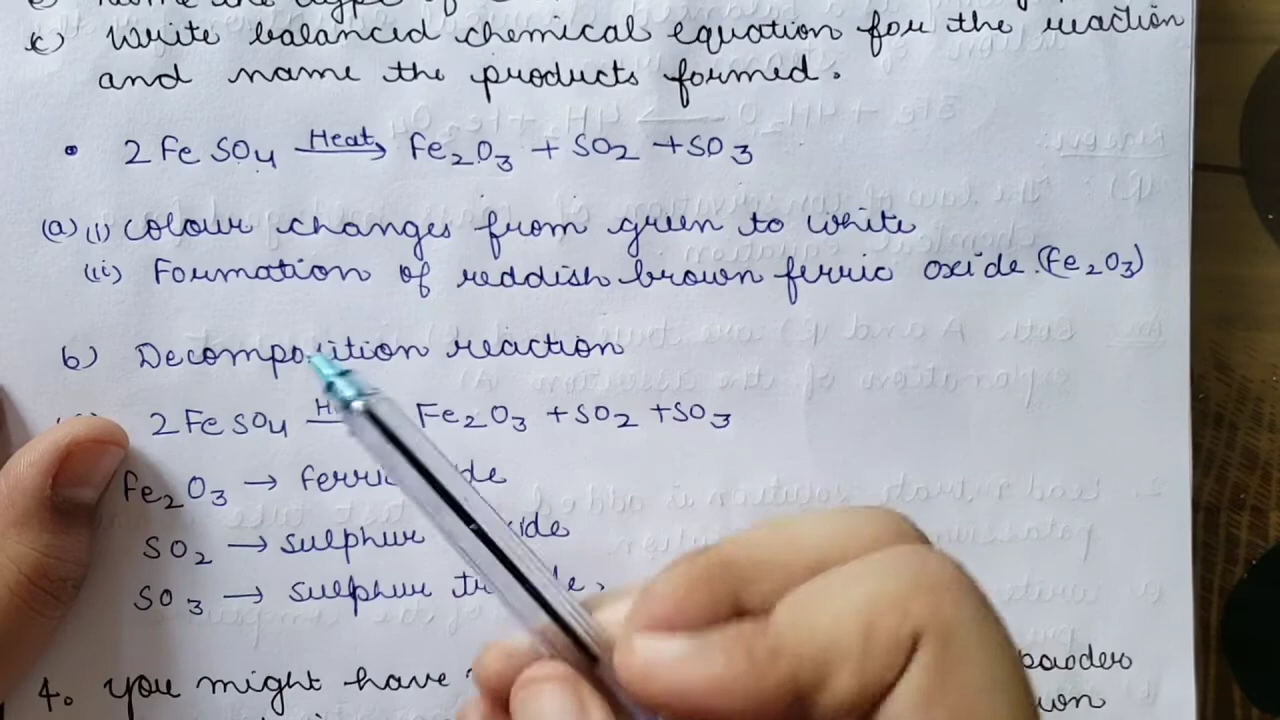 c) Write balanced chemical equation for the reaction
and name the products formed.
• 2 FeSO4 Heat→ Fe2O3 + SO2 + SO3
(a) (i) colour changes from green to white
(ii) Formation of reddish brown ferric oxide. (Fe2O3)
b) Decomposition reaction
2 FeSO4 Fe2O3 + SO2 + SO3
Fe2O3 → ferric
SO2 → sulphur
SO3 → sulphur
4. you might have